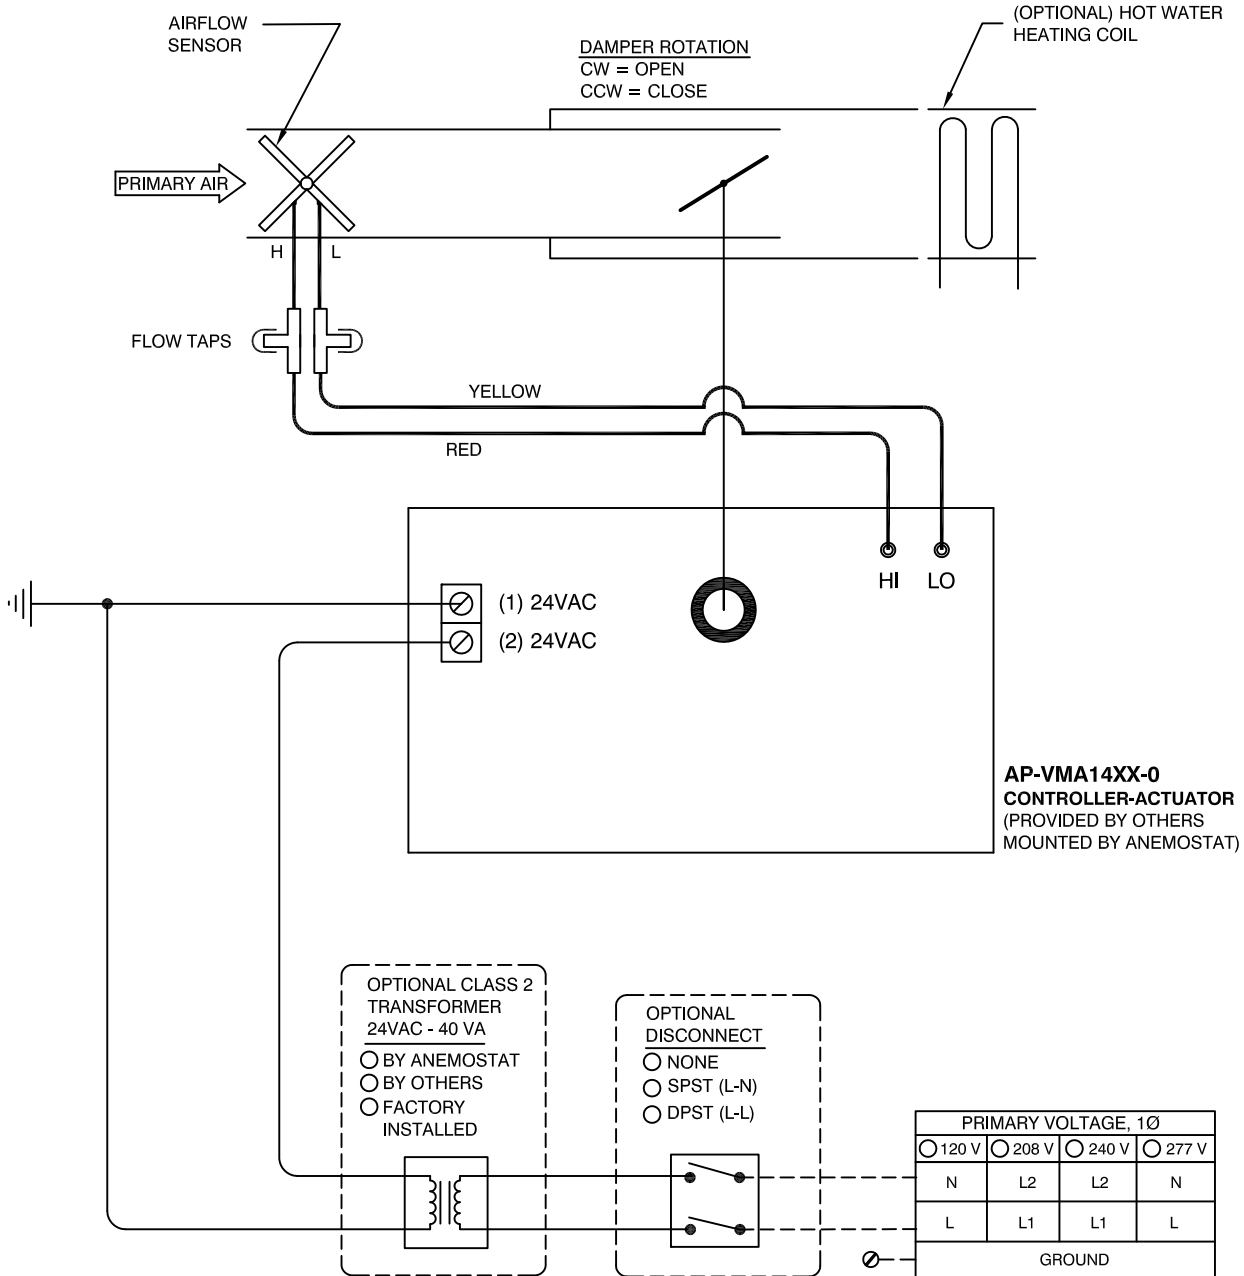 AIRFLOW
SENSOR
DAMPER ROTATION
CW = OPEN
CCW = CLOSE
(OPTIONAL) HOT WATER
HEATING COIL
PRIMARY AIR
H
L
FLOW TAPS
YELLOW
RED
HI
LO
(1) 24VAC
(2) 24VAC
AP-VMA14XX-0
CONTROLLER-ACTUATOR
(PROVIDED BY OTHERS
MOUNTED BY ANEMOSTAT)
OPTIONAL CLASS 2
TRANSFORMER
24VAC - 40 VA
BY ANEMOSTAT
BY OTHERS
FACTORY
INSTALLED
OPTIONAL
DISCONNECT
NONE
SPST (L-N)
DPST (L-L)
PRIMARY VOLTAGE, 1Ø
120 V 208 V 240 V 277 V
N L2 L2 N
L L1 L1 L
GROUND